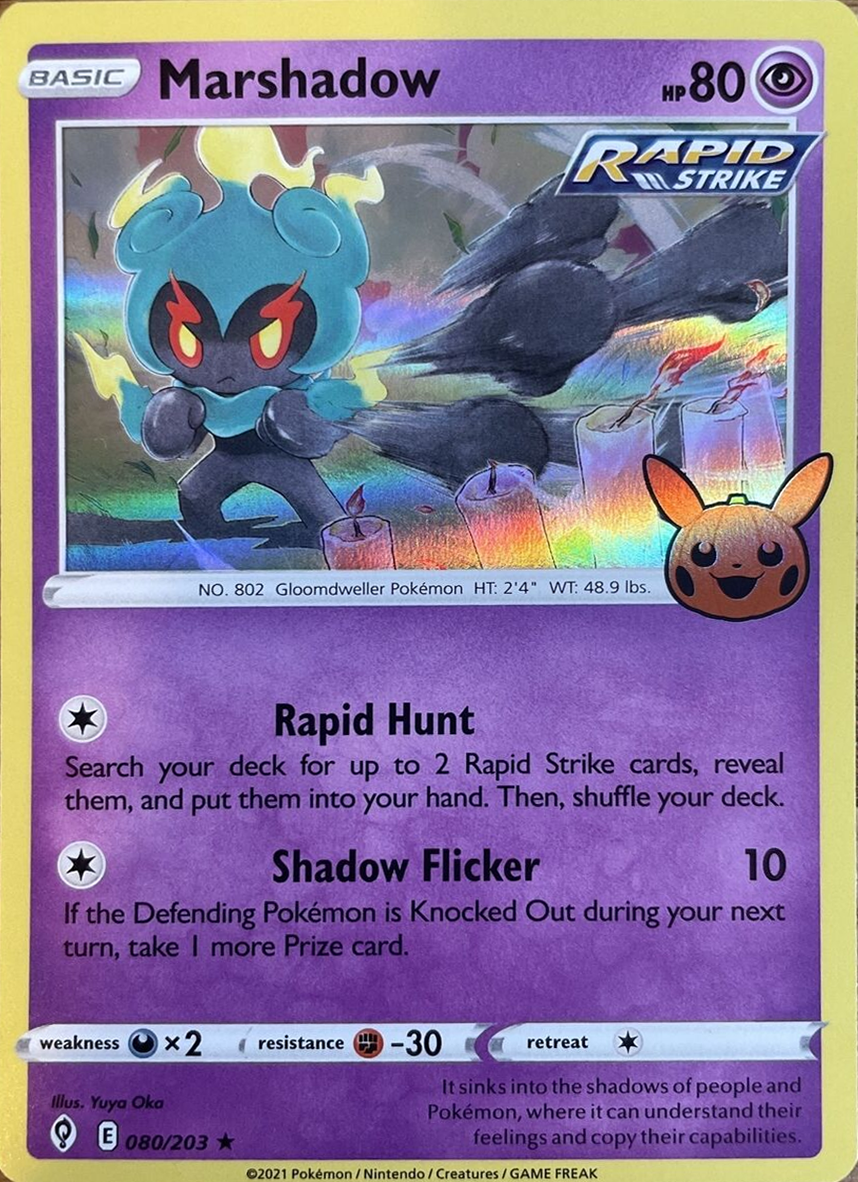 BASIC Marshadow HP 80
RAPID
STRIKE
NO. 802 Gloomdweller Pokémon HT: 2'4" WT: 48.9 lbs.
Rapid Hunt
Search your deck for up to 2 Rapid Strike cards, reveal
them, and put them into your hand. Then, shuffle your deck.
Shadow Flicker 10
If the Defending Pokémon is Knocked Out during your next
turn, take 1 more Prize card.
weakness ×2 resistance -30 retreat
Illus. Yuya Oka
It sinks into the shadows of people and
Pokémon, where it can understand their
feelings and copy their capabilities.
E 080/203 ★
©2021 Pokémon / Nintendo / Creatures / GAME FREAK